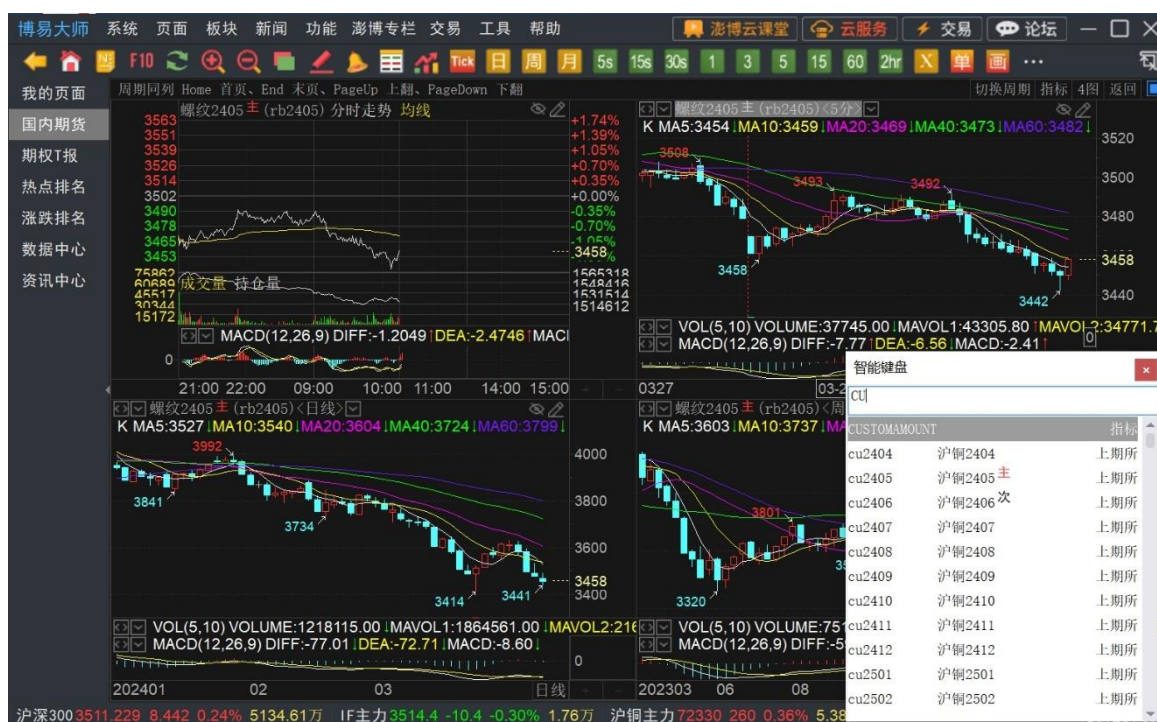 博易大师 系统 页面 板块 新闻 功能 澎博专栏 交易 工具 帮助 澎博云课堂 云服务 交易 论坛
F10 Tick 日 周 月 5s 15s 30s 1 3 5 15 60 2hr X 单 画 ···
我的页面
国内期货
期权T报
热点排名
涨跌排名
数据中心
资讯中心
周期同列 Home 首页、End 末页、PageUp 上翻、PageDown 下翻 切换周期 指标 4图 返回
螺纹2405主(rb2405)分时走势 均线
3563 +1.74%
3551 +1.39%
3539 +1.05%
3526 +0.70%
3514 +0.35%
3502 +0.00%
3490 -0.35%
3478 -0.70%
3465 -1.05%
3453 3458
75862 1565318
60689 成交量 持仓量 1548416
45517 1531514
30344 1514612
15172
MACD(12,26,9) DIFF:-1.2049↑DEA:-2.4746↑MACI
0
21:00 22:00 09:00 10:00 11:00 14:00 15:00
螺纹2405主(rb2405)<5分>
K MA5:3454↓MA10:3459↓MA20:3469↓MA40:3473↓MA60:3482↓
3508
3493
3492
3458
3442
3520
3500
3480
3458
3440
VOL(5,10) VOLUME:37745.00↓MAVOL1:43305.80↑MAVOL2:34771.7
MACD(12,26,9) DIFF:-7.77↑DEA:-6.56↓MACD:-2.41↑
0
0327 03-2
螺纹2405主(rb2405)<日线>
K MA5:3527↓MA10:3540↓MA20:3604↓MA40:3724↓MA60:3799↓
3992
3841
3734
3414
3441
4000
3800
3600
3458
3400
VOL(5,10) VOLUME:1218115.00↓MAVOL1:1864561.00↓MAVOL2:216
MACD(12,26,9) DIFF:-77.01↓DEA:-72.71↓MACD:-8.60↓
0
202401 02 03 日线
螺纹2405主(rb2405)<周
K MA5:3603↓MA10:3737↓MA
3801
3320
VOL(5,10) VOLUME:751
MACD(12,26,9) DIFF:-5
202303 06 08
智能键盘
CU
CUSTOMAMOUNT 指标
cu2404 沪铜2404 上期所
cu2405 沪铜2405主 上期所
cu2406 沪铜2406次 上期所
cu2407 沪铜2407 上期所
cu2408 沪铜2408 上期所
cu2409 沪铜2409 上期所
cu2410 沪铜2410 上期所
cu2411 沪铜2411 上期所
cu2412 沪铜2412 上期所
cu2501 沪铜2501 上期所
cu2502 沪铜2502 上期所
沪深300 3511.229 8.442 0.24% 5134.61万 IF主力 3514.4 -10.4 -0.30% 1.76万 沪铜主力 72330 260 0.36% 5.38